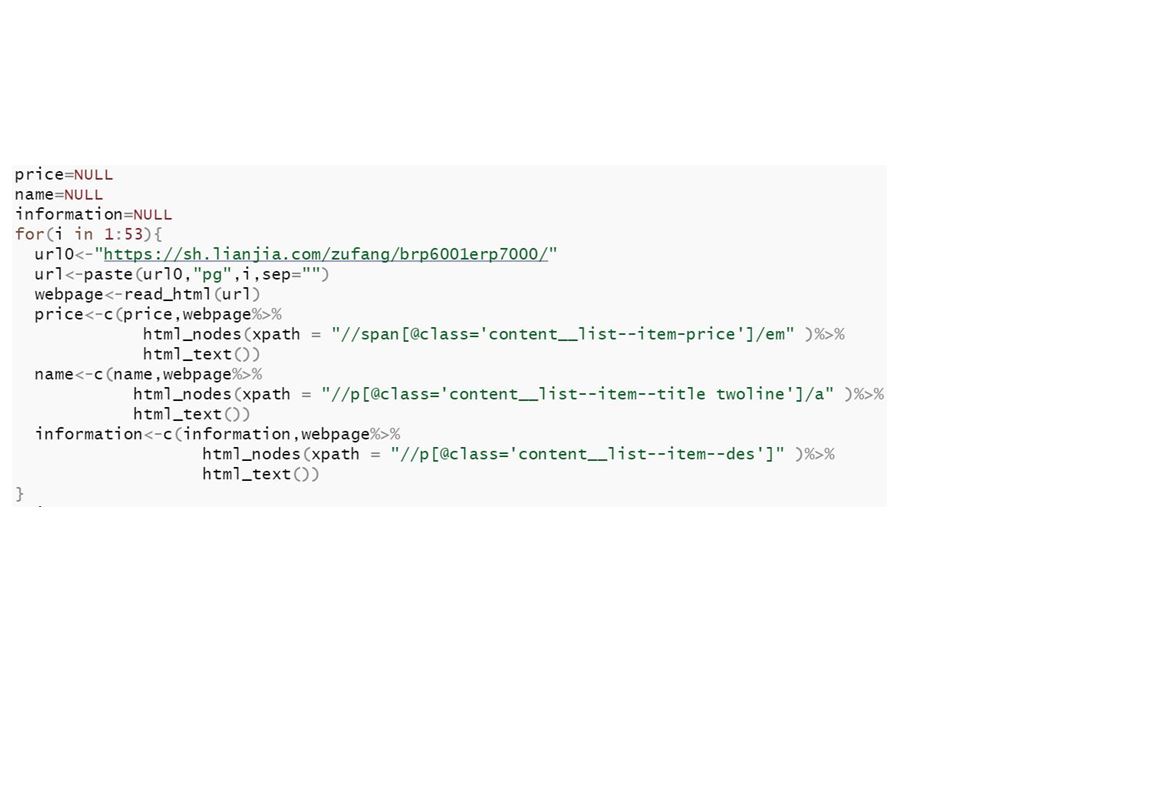 price=NULL
name=NULL
information=NULL
for(i in 1:53){
  url0<-"https://sh.lianjia.com/zufang/brp6001erp7000/"
  url<-paste(url0,"pg",i,sep="")
  webpage<-read_html(url)
  price<-c(price,webpage%>%
             html_nodes(xpath = "//span[@class='content__list--item-price']/em" )%>%
             html_text())
  name<-c(name,webpage%>%
            html_nodes(xpath = "//p[@class='content__list--item--title twoline']/a" )%>%
            html_text())
  information<-c(information,webpage%>%
                   html_nodes(xpath = "//p[@class='content__list--item--des']" )%>%
                   html_text())
}